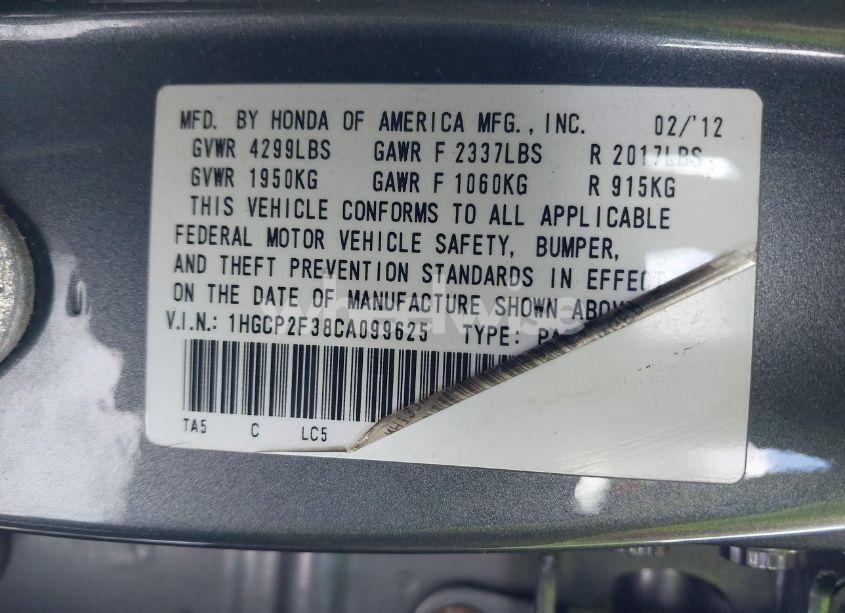 MFD. BY HONDA OF AMERICA MFG., INC. 02/'12
GVWR 4299LBS GAWR F 2337LBS R 2017LBS
GVWR 1950KG GAWR F 1060KG R 915KG
THIS VEHICLE CONFORMS TO ALL APPLICABLE
FEDERAL MOTOR VEHICLE SAFETY, BUMPER,
AND THEFT PREVENTION STANDARDS IN EFFECT
ON THE DATE OF MANUFACTURE SHOWN
V.I.N.: 1HGCP2F38CA099625 TYPE:
TA5 C LC5